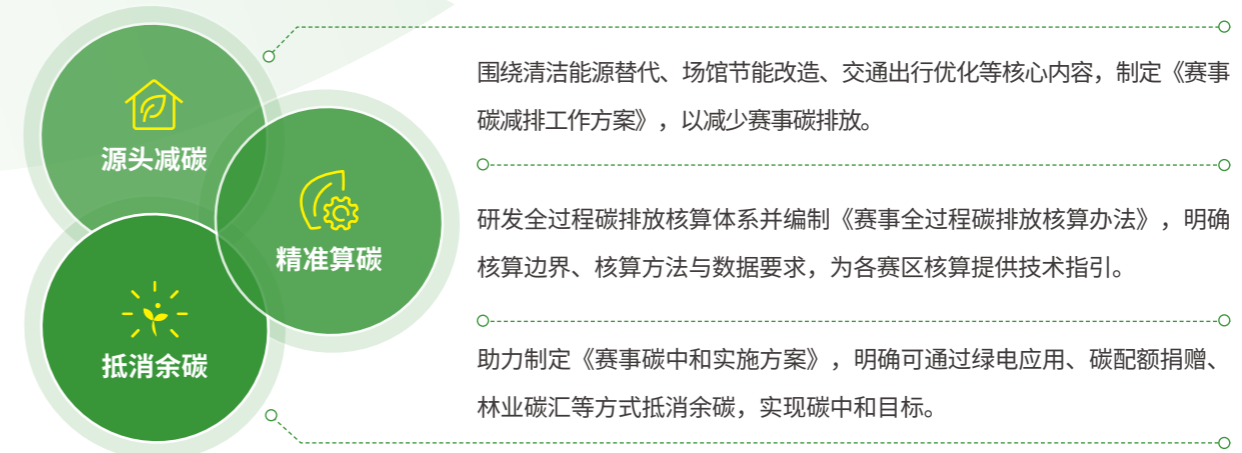 源头减碳
围绕清洁能源替代、场馆节能改造、交通出行优化等核心内容，制定《赛事
碳减排工作方案》，以减少赛事碳排放。
精准算碳
研发全过程碳排放核算体系并编制《赛事全过程碳排放核算办法》，明确
核算边界、核算方法与数据要求，为各赛区核算提供技术指引。
抵消余碳
助力制定《赛事碳中和实施方案》，明确可通过绿电应用、碳配额捐赠、
林业碳汇等方式抵消余碳，实现碳中和目标。